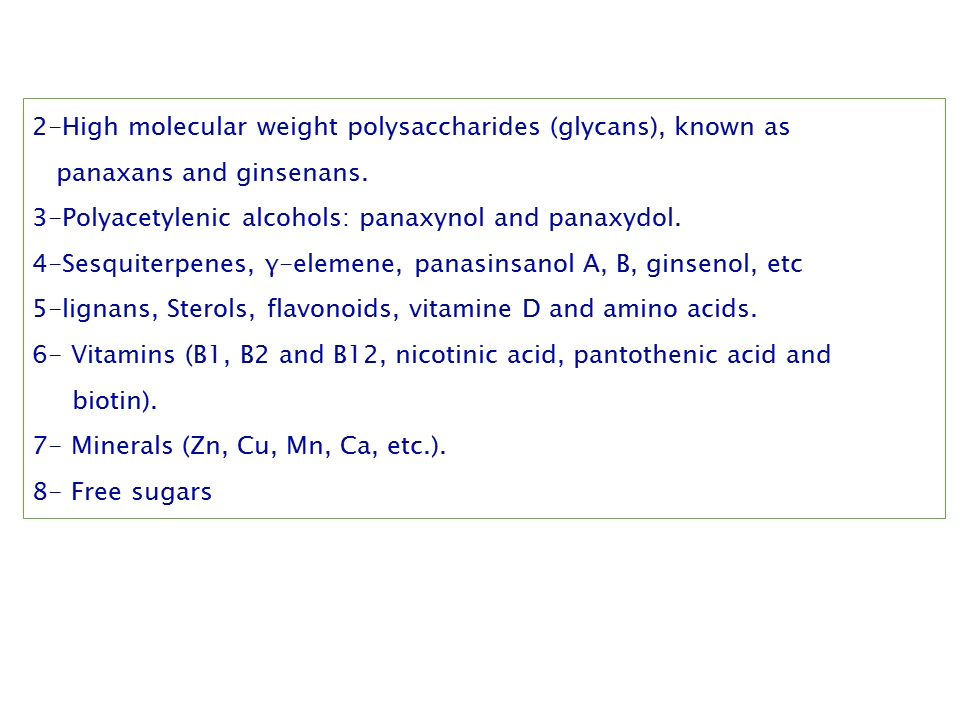 2-High molecular weight polysaccharides (glycans), known as
panaxans and ginsenans.
3-Polyacetylenic alcohols: panaxynol and panaxydol.
4-Sesquiterpenes, γ-elemene, panasinsanol A, B, ginsenol, etc
5-lignans, Sterols, flavonoids, vitamine D and amino acids.
6- Vitamins (B1, B2 and B12, nicotinic acid, pantothenic acid and
biotin).
7- Minerals (Zn, Cu, Mn, Ca, etc.).
8- Free sugars